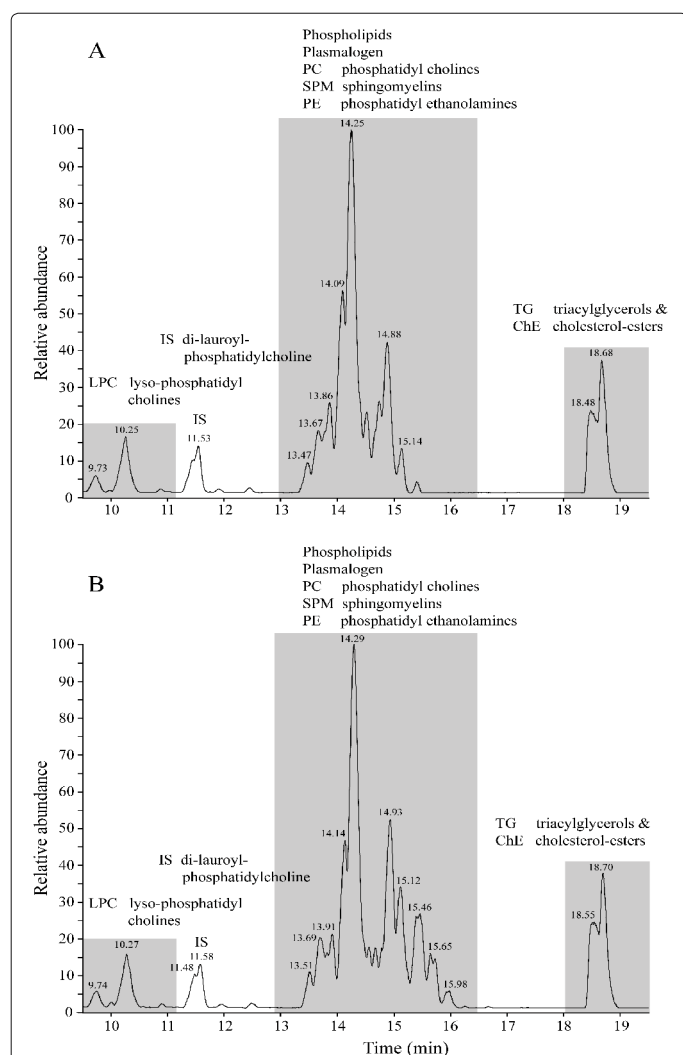 A
Phospholipids
Plasmalogen
PC phosphatidyl cholines
SPM sphingomyelins
PE phosphatidyl ethanolamines
14.25
100
90
80
70
60
50
40
30
20
10
0
Relative abundance
14.09
14.88
13.86
13.67
13.47
15.14
IS di-lauroyl-
phosphatidylcholine
LPC lyso-phosphatidyl
cholines
IS
11.53
10.25
9.73
TG triacylglycerols &
ChE cholesterol-esters
18.68
18.48
10 11 12 13 14 15 16 17 18 19
B
Phospholipids
Plasmalogen
PC phosphatidyl cholines
SPM sphingomyelins
PE phosphatidyl ethanolamines
14.29
100
90
80
70
60
50
40
30
20
10
0
Relative abundance
14.93
14.14
15.12
15.46
13.91
13.69
15.65
13.51
15.98
IS di-lauroyl-
phosphatidylcholine
LPC lyso-phosphatidyl
cholines
IS
11.58
11.48
10.27
9.74
TG triacylglycerols &
ChE cholesterol-esters
18.70
18.55
10 11 12 13 14 15 16 17 18 19
Time (min)